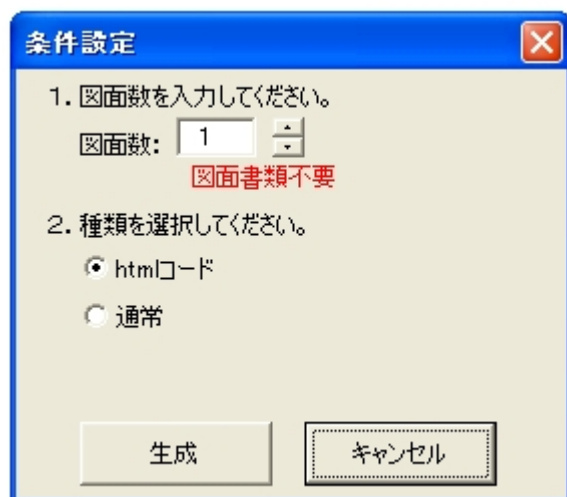 条件設定
1. 図面数を入力してください。
図面数: 1
図面書類不要
2. 種類を選択してください。
htmlコード
通常
生成 キャンセル